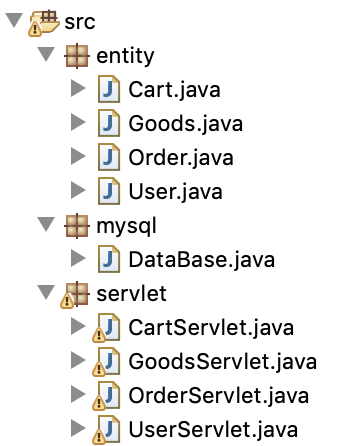 src
entity
Cart.java
Goods.java
Order.java
User.java
mysql
DataBase.java
servlet
CartServlet.java
GoodsServlet.java
OrderServlet.java
UserServlet.java